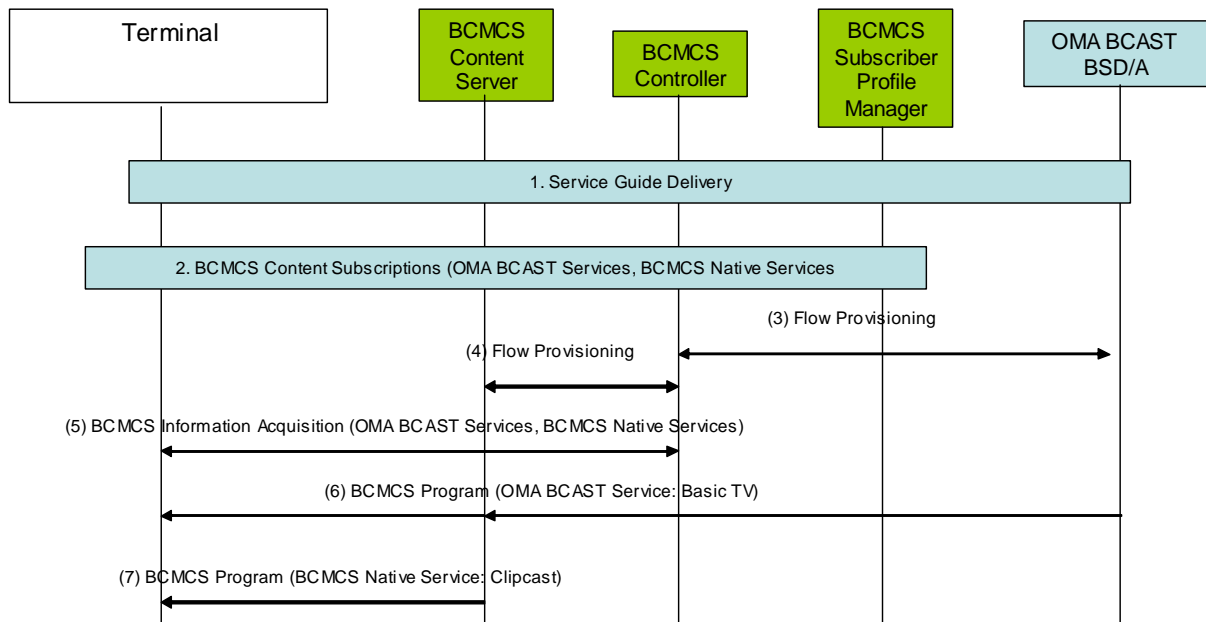 Terminal
BCMCS
Content
Server
BCMCS
Controller
BCMCS
Subscriber
Profile
Manager
OMA BCAST
BSD/A
1. Service Guide Delivery
2. BCMCS Content Subscriptions (OMA BCAST Services, BCMCS Native Services
(3) Flow Provisioning
(4) Flow Provisioning
(5) BCMCS Information Acquisition (OMA BCAST Services, BCMCS Native Services)
(6) BCMCS Program (OMA BCAST Service: Basic TV)
(7) BCMCS Program (BCMCS Native Service: Clipcast)